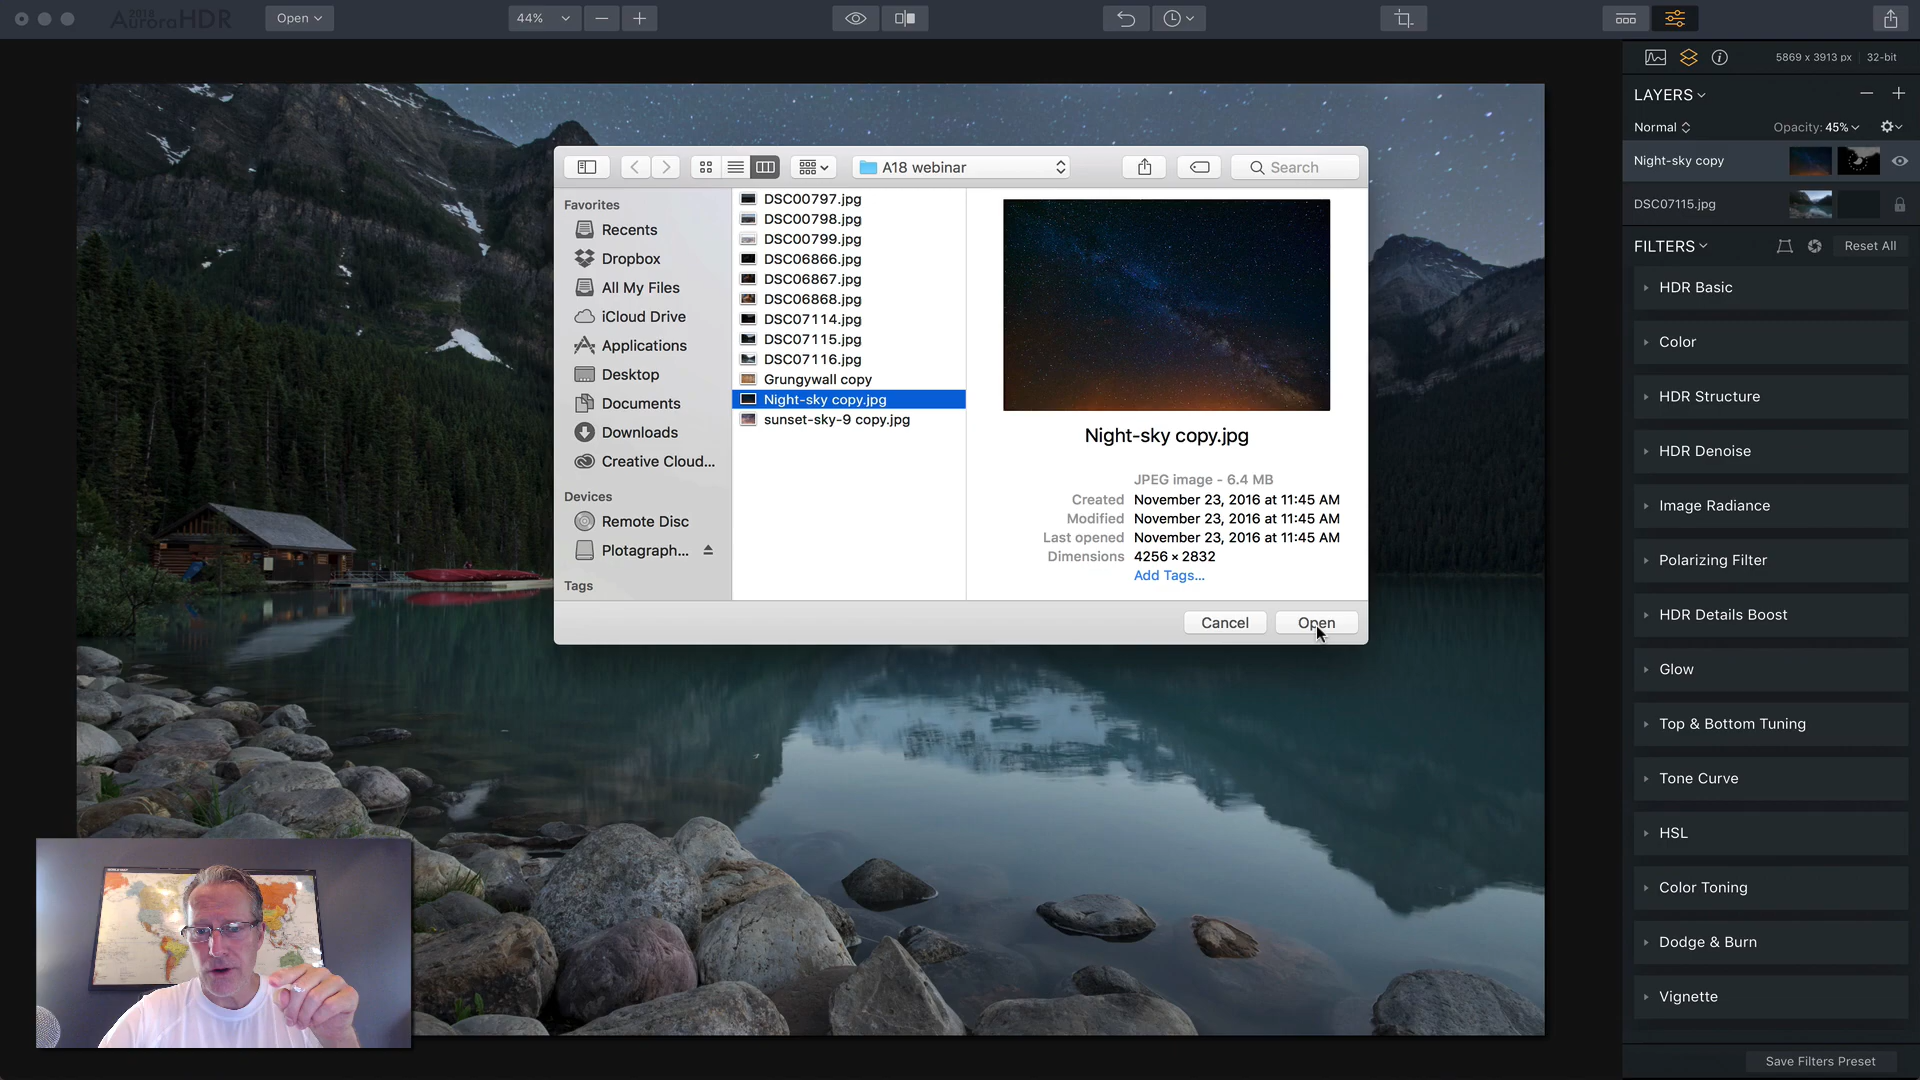 2018
AuroraHDR
Open
44%
5869 x 3913 px | 32-bit
LAYERS
Normal
Opacity: 45%
Night-sky copy
DSC07115.jpg
FILTERS
Reset All
HDR Basic
Color
HDR Structure
HDR Denoise
Image Radiance
Polarizing Filter
HDR Details Boost
Glow
Top & Bottom Tuning
Tone Curve
HSL
Color Toning
Dodge & Burn
Vignette
Save Filters Preset
A18 webinar
Search
Favorites
Recents
Dropbox
All My Files
iCloud Drive
Applications
Desktop
Documents
Downloads
Creative Cloud...
Devices
Remote Disc
Plotagraph...
Tags
DSC00797.jpg
DSC00798.jpg
DSC00799.jpg
DSC06866.jpg
DSC06867.jpg
DSC06868.jpg
DSC07114.jpg
DSC07115.jpg
DSC07116.jpg
Grungywall copy
Night-sky copy.jpg
sunset-sky-9 copy.jpg
Night-sky copy.jpg
JPEG image - 6.4 MB
Created November 23, 2016 at 11:45 AM
Modified November 23, 2016 at 11:45 AM
Last opened November 23, 2016 at 11:45 AM
Dimensions 4256 × 2832
Add Tags...
Cancel
Open